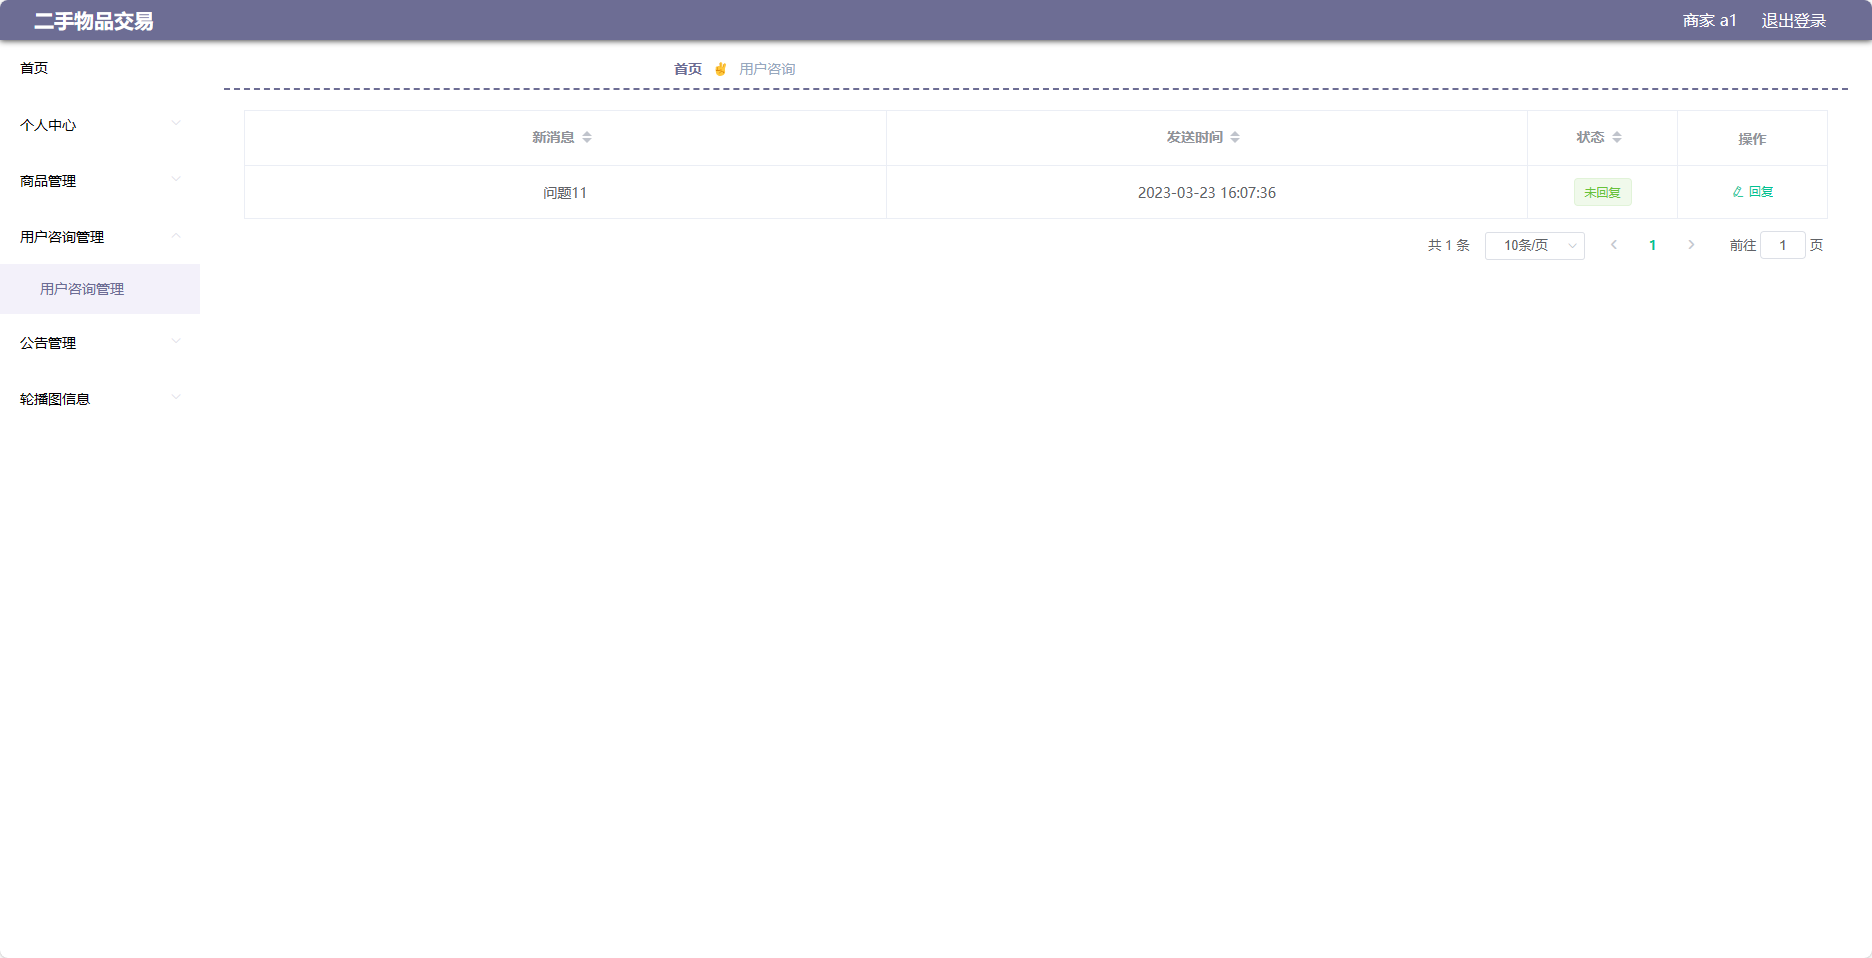 二手物品交易
商家 a1 退出登录
首页
个人中心
商品管理
用户咨询管理
用户咨询管理
公告管理
轮播图信息
首页 用户咨询
新消息 发送时间 状态 操作
问题11 2023-03-23 16:07:36 未回复 回复
共 1 条 10条/页 1 前往 1 页